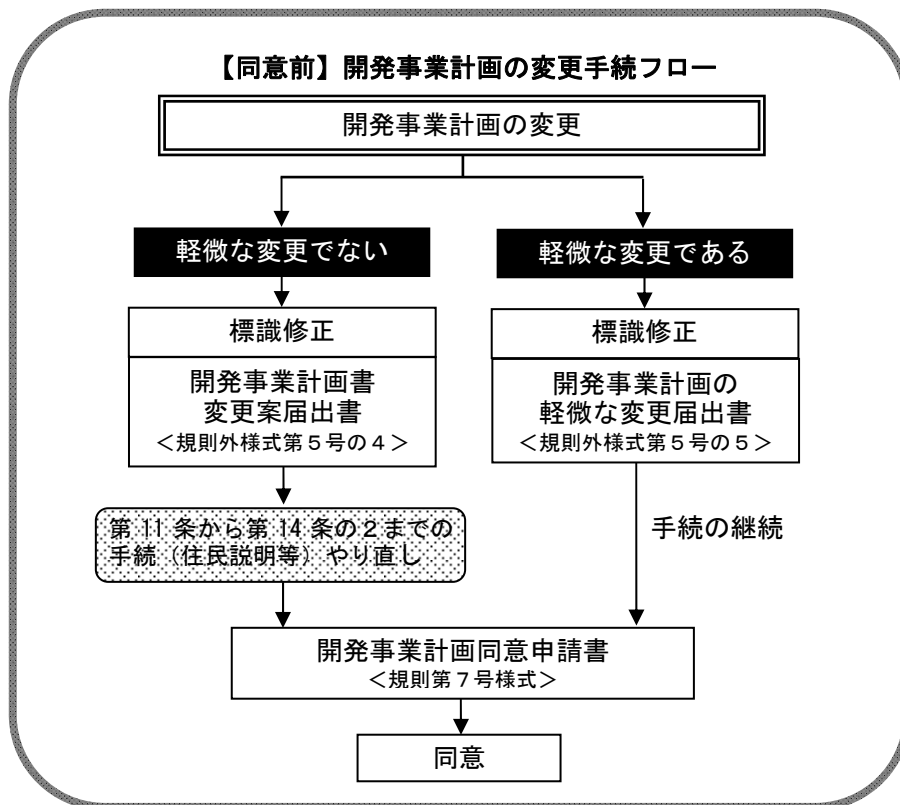 【同意前】開発事業計画の変更手続フロー
開発事業計画の変更
軽微な変更でない
軽微な変更である
標識修正
開発事業計画書
変更案届出書
＜規則外様式第５号の４＞
標識修正
開発事業計画の
軽微な変更届出書
＜規則外様式第５号の５＞
第 11 条から第 14 条の２までの
手続（住民説明等）やり直し
手続の継続
開発事業計画同意申請書
＜規則第７号様式＞
同意